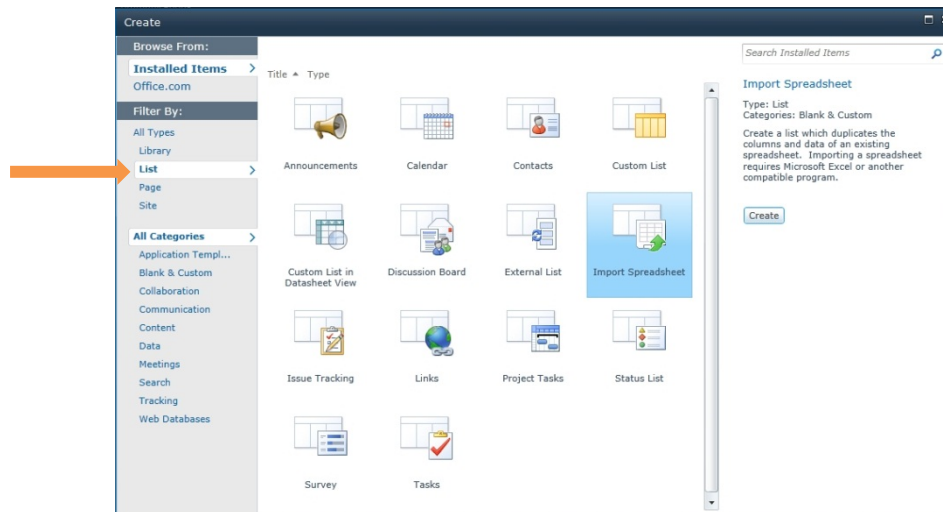 Create
Browse From:
Installed Items
Office.com
Filter By:
All Types
Library
List
Page
Site
All Categories
Application Templ...
Blank & Custom
Collaboration
Communication
Content
Data
Meetings
Search
Tracking
Web Databases
Title Type
Announcements
Calendar
Contacts
Custom List
Custom List in
Datasheet View
Discussion Board
External List
Import Spreadsheet
Issue Tracking
Links
Project Tasks
Status List
Survey
Tasks
Search Installed Items
Import Spreadsheet
Type: List
Categories: Blank & Custom
Create a list which duplicates the
columns and data of an existing
spreadsheet. Importing a spreadsheet
requires Microsoft Excel or another
compatible program.
Create